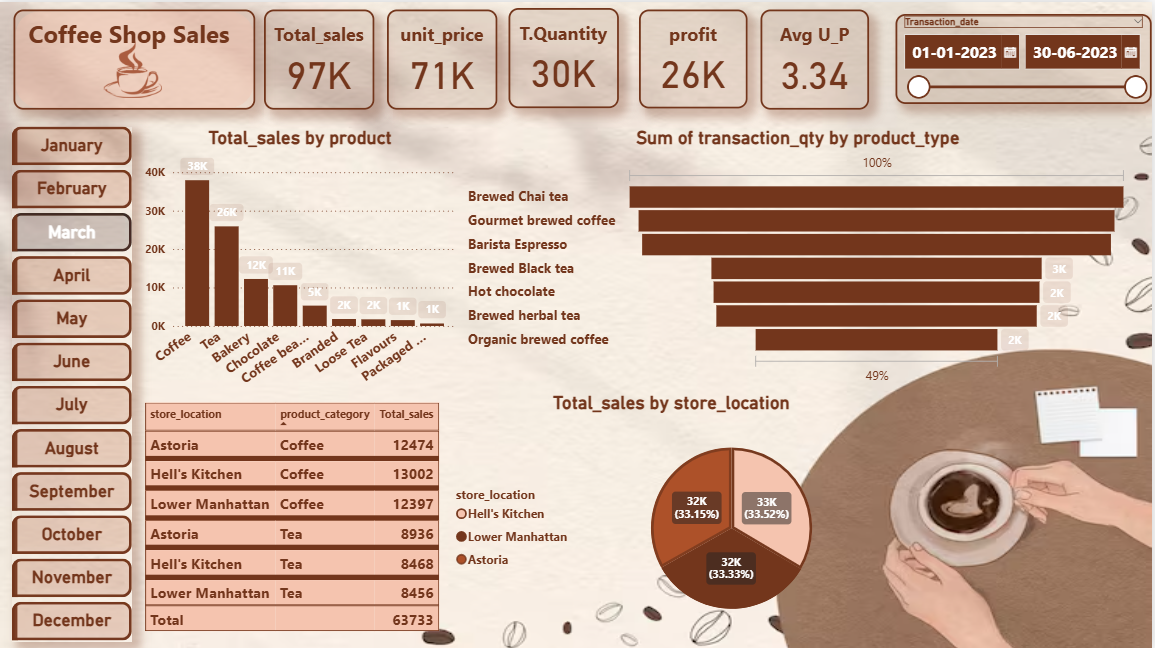 Coffee Shop Sales
Total_sales
97K
unit_price
71K
T.Quantity
30K
profit
26K
Avg U_P
3.34
Transaction_date
01-01-2023
30-06-2023
January
February
March
April
May
June
July
August
September
October
November
December
Total_sales by product
40K
30K
20K
10K
0K
38K
26K
12K
11K
5K
2K
2K
1K
1K
Coffee
Tea
Bakery
Chocolate
Coffee bea...
Branded
Loose Tea
Flavours
Packaged ...
Sum of transaction_qty by product_type
100%
Brewed Chai tea
Gourmet brewed coffee
Barista Espresso
Brewed Black tea
3K
Hot chocolate
2K
Brewed herbal tea
2K
Organic brewed coffee
2K
49%
store_location product_category Total_sales
Astoria Coffee 12474
Hell's Kitchen Coffee 13002
Lower Manhattan Coffee 12397
Astoria Tea 8936
Hell's Kitchen Tea 8468
Lower Manhattan Tea 8456
Total 63733
Total_sales by store_location
store_location
Hell's Kitchen
Lower Manhattan
Astoria
32K
(33.15%)
33K
(33.52%)
32K
(33.33%)